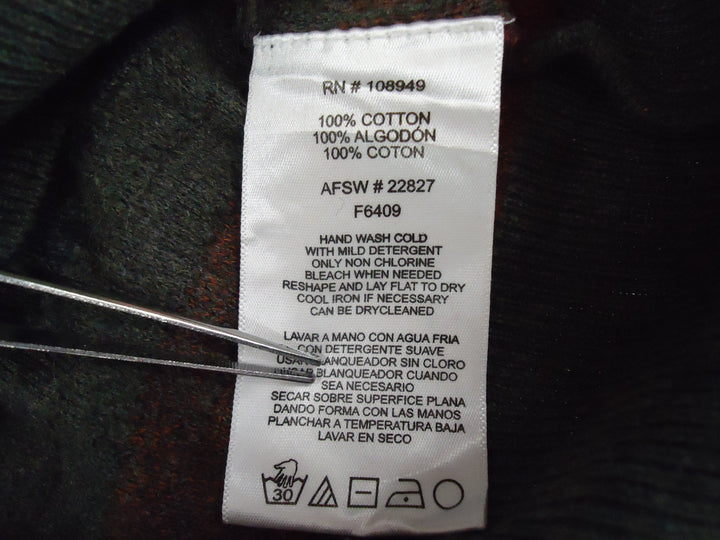 RN # 108949
100% COTTON
100% ALGODÓN
100% COTON
AFSW # 22827
F6409
HAND WASH COLD
WITH MILD DETERGENT
ONLY NON CHLORINE
BLEACH WHEN NEEDED
RESHAPE AND LAY FLAT TO DRY
COOL IRON IF NECESSARY
CAN BE DRYCLEANED
LAVAR A MANO CON AGUA FRIA
CON DETERGENTE SUAVE
BLANQUEADOR SIN CLORO
BLANQUEADOR CUANDO
SEA NECESARIO
SECAR SOBRE SUPERFICE PLANA
DANDO FORMA CON LAS MANOS
PLANCHAR A TEMPERATURA BAJA
LAVAR EN SECO
30